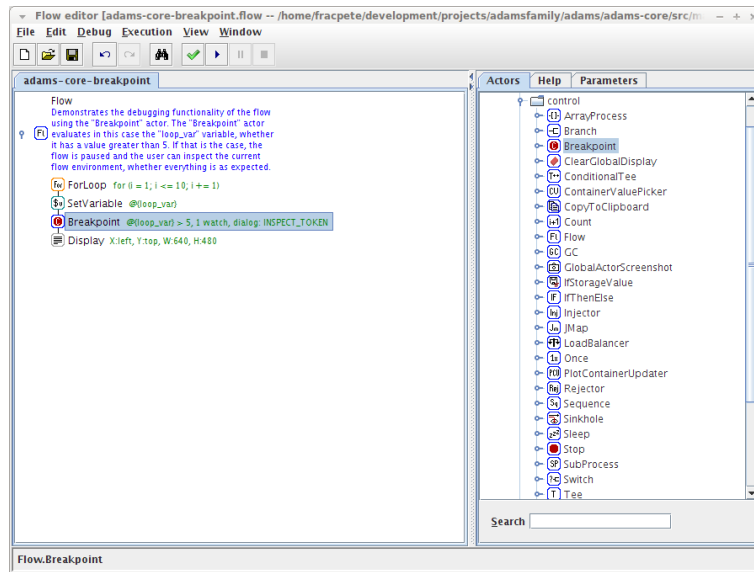 Flow editor [adams-core-breakpoint.flow -- /home/fracpete/development/projects/adamsfamily/adams/adams-core/src/m
File Edit Debug Execution View Window
adams-core-breakpoint
Flow
Demonstrates the debugging functionality of the flow
using the "Breakpoint" actor. The "Breakpoint" actor
evaluates in this case the "loop_var" variable, whether
it has a value greater than 5. If that is the case, the
flow is paused and the user can inspect the current
flow environment, whether everything is as expected.
ForLoop for (i = 1; i <= 10; i += 1)
SetVariable @(loop_var)
Breakpoint @(loop_var) > 5, 1 watch, dialog: INSPECT_TOKEN
Display X:left, Y:top, W:640, H:480
Actors Help Parameters
control
ArrayProcess
Branch
Breakpoint
ClearGlobalDisplay
ConditionalTee
ContainerValuePicker
CopyToClipboard
Count
Flow
GC
GlobalActorScreenshot
IfStorageValue
IfThenElse
Injector
JMap
LoadBalancer
Once
PlotContainerUpdater
Rejector
Sequence
Sinkhole
Sleep
Stop
SubProcess
Switch
Tee
Search
Flow.Breakpoint